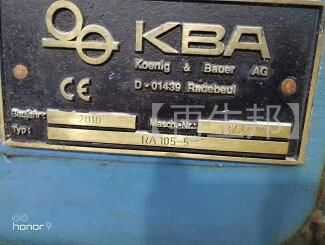 KBA
Koenig & Bauer AG
CE
D - 01439 Radebeul
Baujahr: 2010 Masch-Nr.:
Typ: RA 105-5
【再生邦】
honor 9